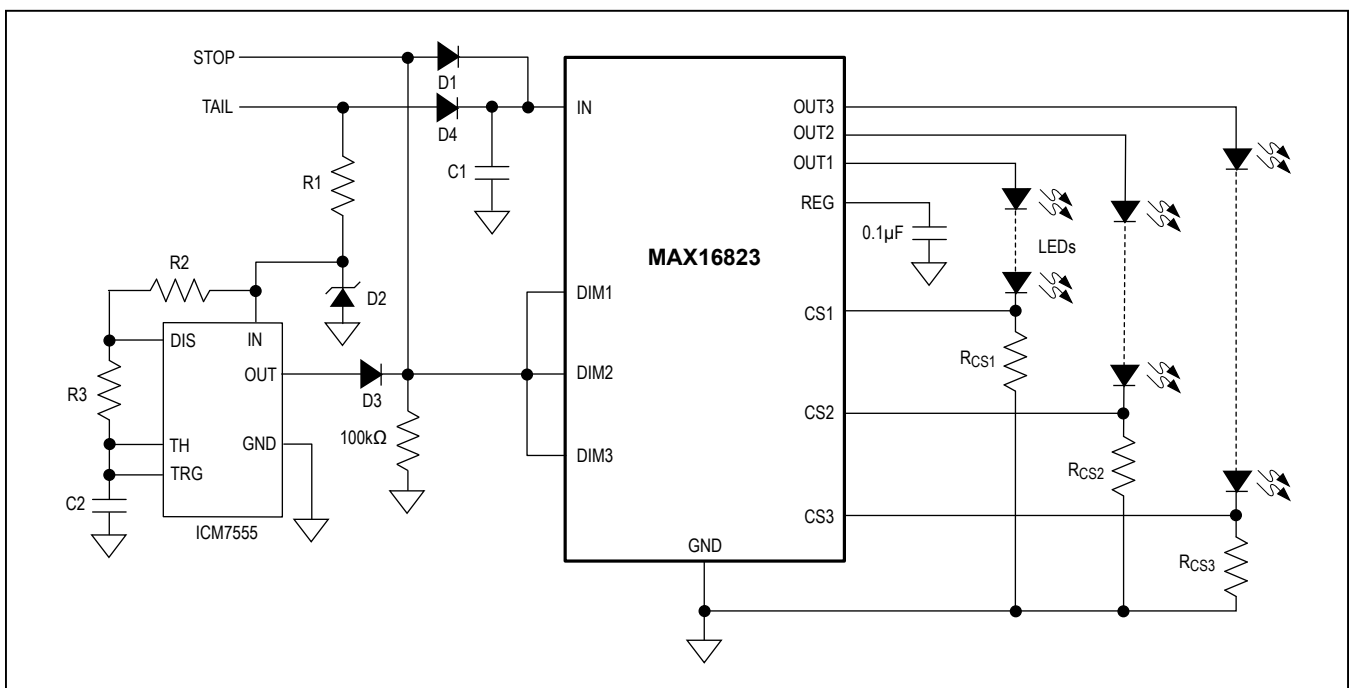 STOP
D1
TAIL
D4
IN
OUT3
OUT2
OUT1
C1
R1
REG
0.1µF
LEDs
MAX16823
R2
D2
DIM1
CS1
DIS
IN
RCS1
OUT
D3
DIM2
R3
CS2
TH
GND
100kΩ
TRG
DIM3
RCS2
C2
ICM7555
CS3
GND
RCS3